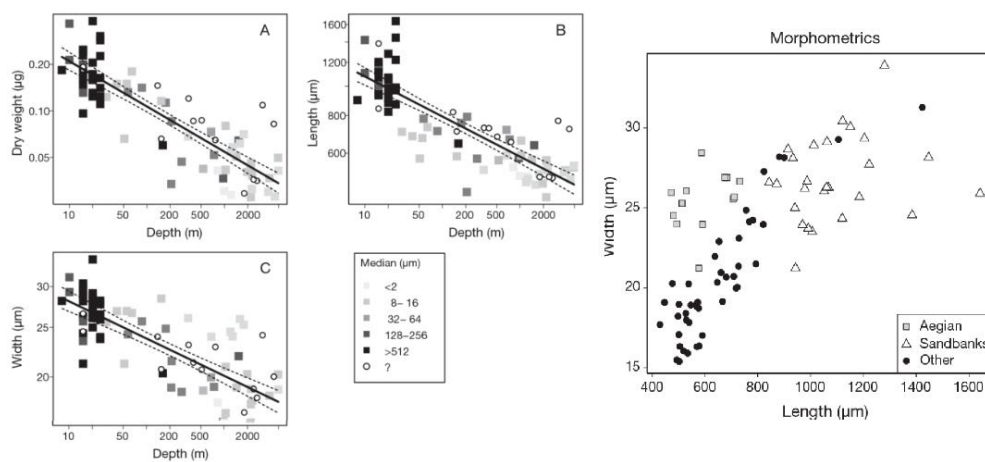 A
Dry weight (µg)
0.20
0.10
0.05
10 50 200 500 2000
Depth (m)
B
Length (µm)
1600
1200
800
600
10 50 200 500 2000
Depth (m)
C
Width (µm)
30
25
20
10 50 200 500 2000
Depth (m)
Median (µm)
<2
8– 16
32– 64
128–256
>512
?
Morphometrics
Width (µm)
30
25
20
15
400 600 800 1000 1200 1400 1600
Length (µm)
Aegian
Sandbanks
Other